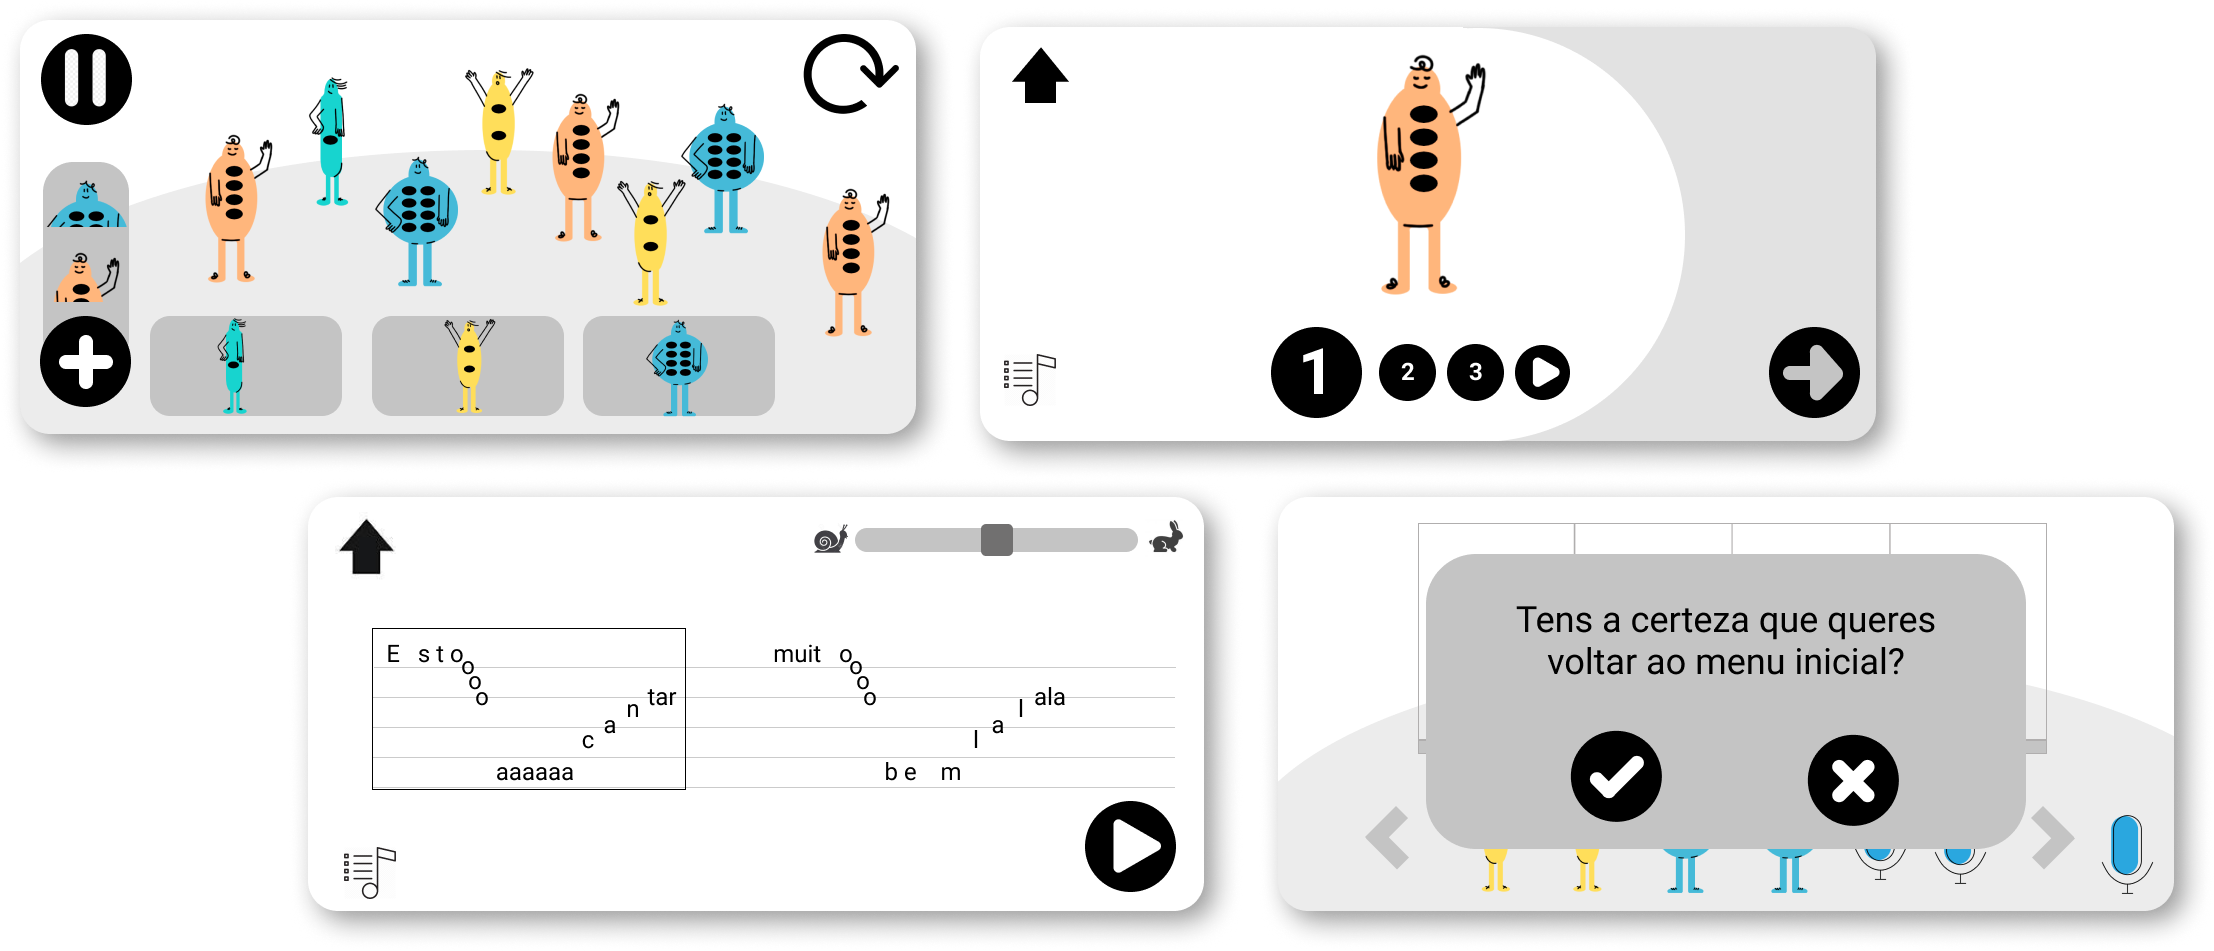 1
2
3
E s t o
o
o
o
aaaaaa
c
a
n
tar
muit o
o
o
o
b e m
l
a
l
ala
Tens a certeza que queres
voltar ao menu inicial?